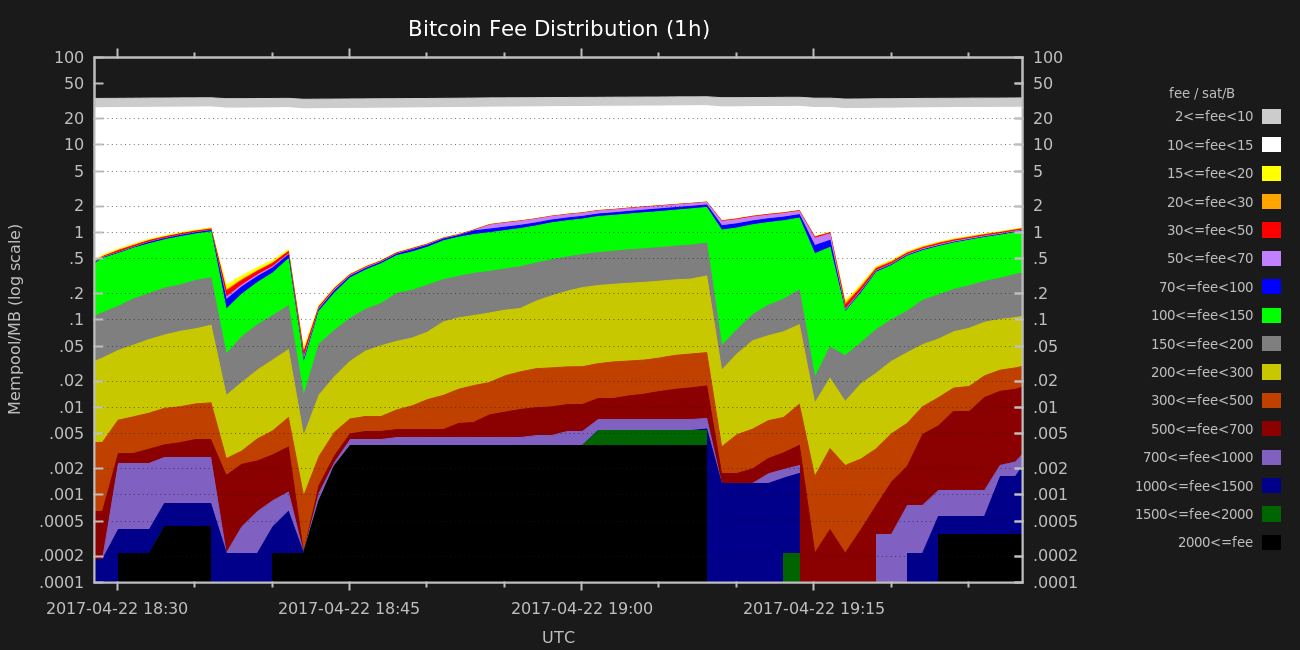 Bitcoin Fee Distribution (1h)
Mempool/MB (log scale)
100
50
20
10
5
2
1
.5
.2
.1
.05
.02
.01
.005
.002
.001
.0005
.0002
.0001
100
50
20
10
5
2
1
.5
.2
.1
.05
.02
.01
.005
.002
.001
.0005
.0002
.0001
fee / sat/B
2<=fee<10
10<=fee<15
15<=fee<20
20<=fee<30
30<=fee<50
50<=fee<70
70<=fee<100
100<=fee<150
150<=fee<200
200<=fee<300
300<=fee<500
500<=fee<700
700<=fee<1000
1000<=fee<1500
1500<=fee<2000
2000<=fee
2017-04-22 18:30
2017-04-22 18:45
2017-04-22 19:00
2017-04-22 19:15
UTC